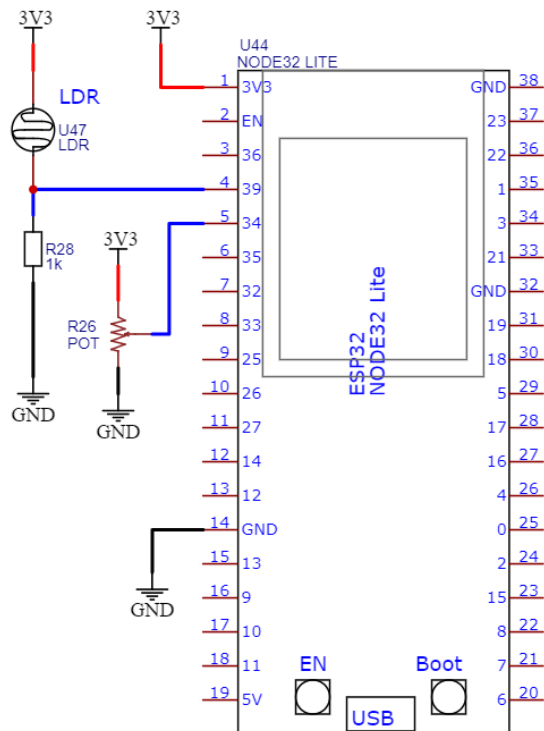 3V3
3V3
U44
NODE32 LITE
LDR
U47
LDR
R28
1k
GND
3V3
R26
POT
GND
GND
1 3V3
2 EN
3 36
4 39
5 34
6 35
7 32
8 33
9 25
10 26
11 27
12 14
13 12
14 GND
15 13
16 9
17 10
18 11
19 5V
GND 38
23 37
22 36
1 35
3 34
21 33
GND 32
19 31
18 30
5 29
17 28
16 27
4 26
0 25
2 24
15 23
8 22
7 21
6 20
ESP32
NODE32 Lite
EN
Boot
USB